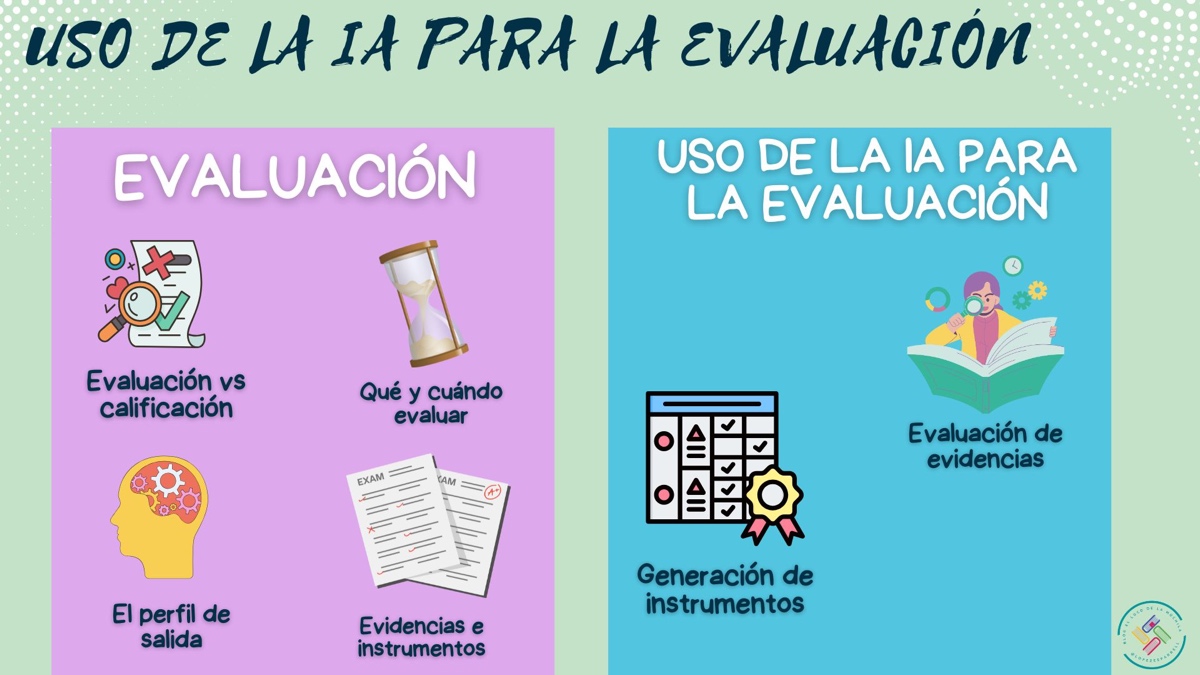 USO DE LA IA PARA LA EVALUACIÓN
EVALUACIÓN
Evaluación vs
calificación
Qué y cuándo
evaluar
El perfil de
salida
EXAM
A+
Evidencias e
instrumentos
USO DE LA IA PARA
LA EVALUACIÓN
Evaluación de
evidencias
Generación de
instrumentos